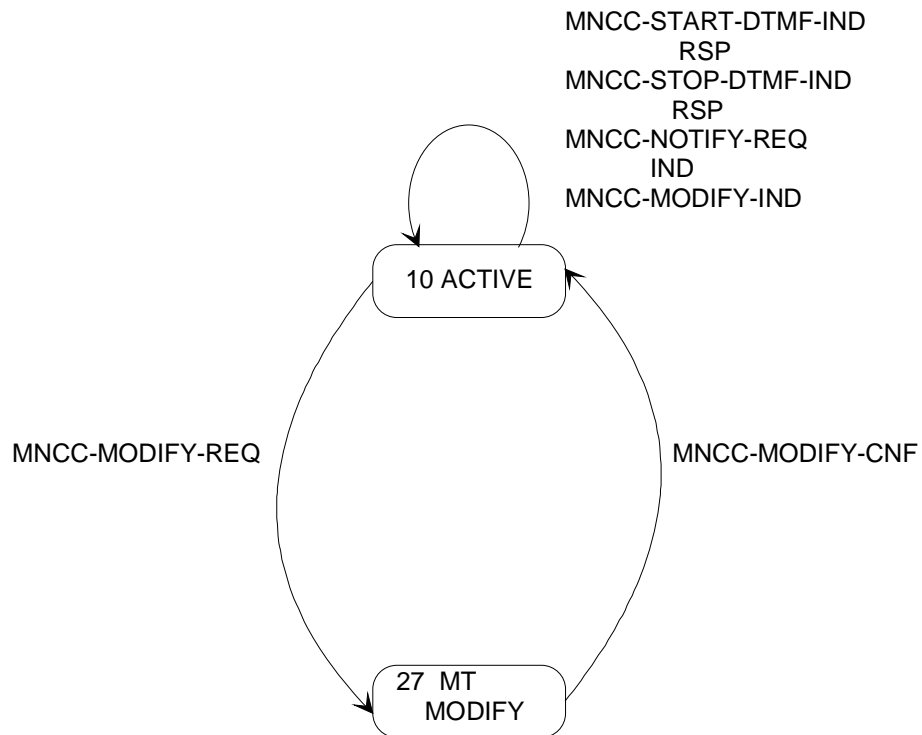 MNCC-START-DTMF-IND
RSP
MNCC-STOP-DTMF-IND
RSP
MNCC-NOTIFY-REQ
IND
MNCC-MODIFY-IND
10 ACTIVE
MNCC-MODIFY-REQ
MNCC-MODIFY-CNF
27 MT
MODIFY